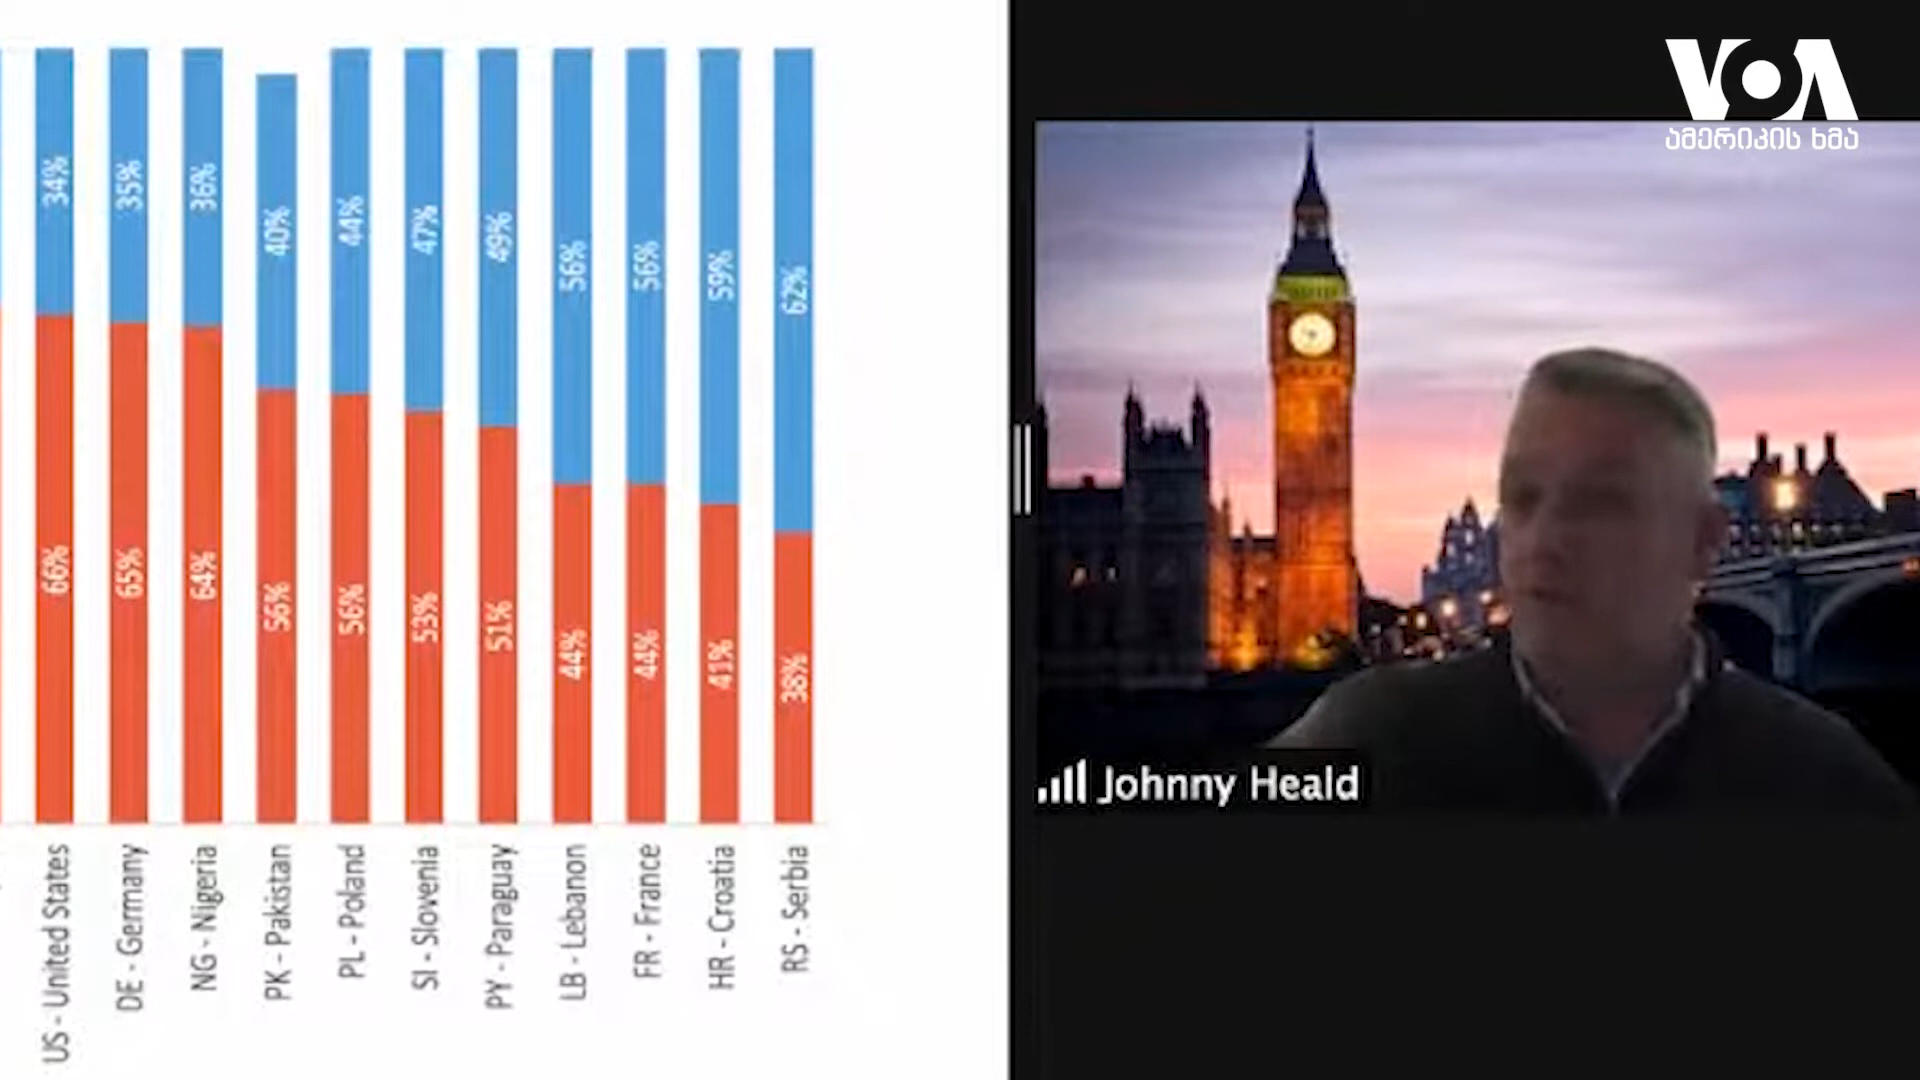 VOA
ამერიკის ხმა
34%
35%
36%
40%
44%
47%
49%
56%
56%
59%
62%
66%
65%
64%
56%
56%
53%
51%
44%
44%
41%
38%
US - United States
DE - Germany
NG - Nigeria
PK - Pakistan
PL - Poland
SI - Slovenia
PY - Paraguay
LB - Lebanon
FR - France
HR - Croatia
RS - Serbia
Johnny Heald